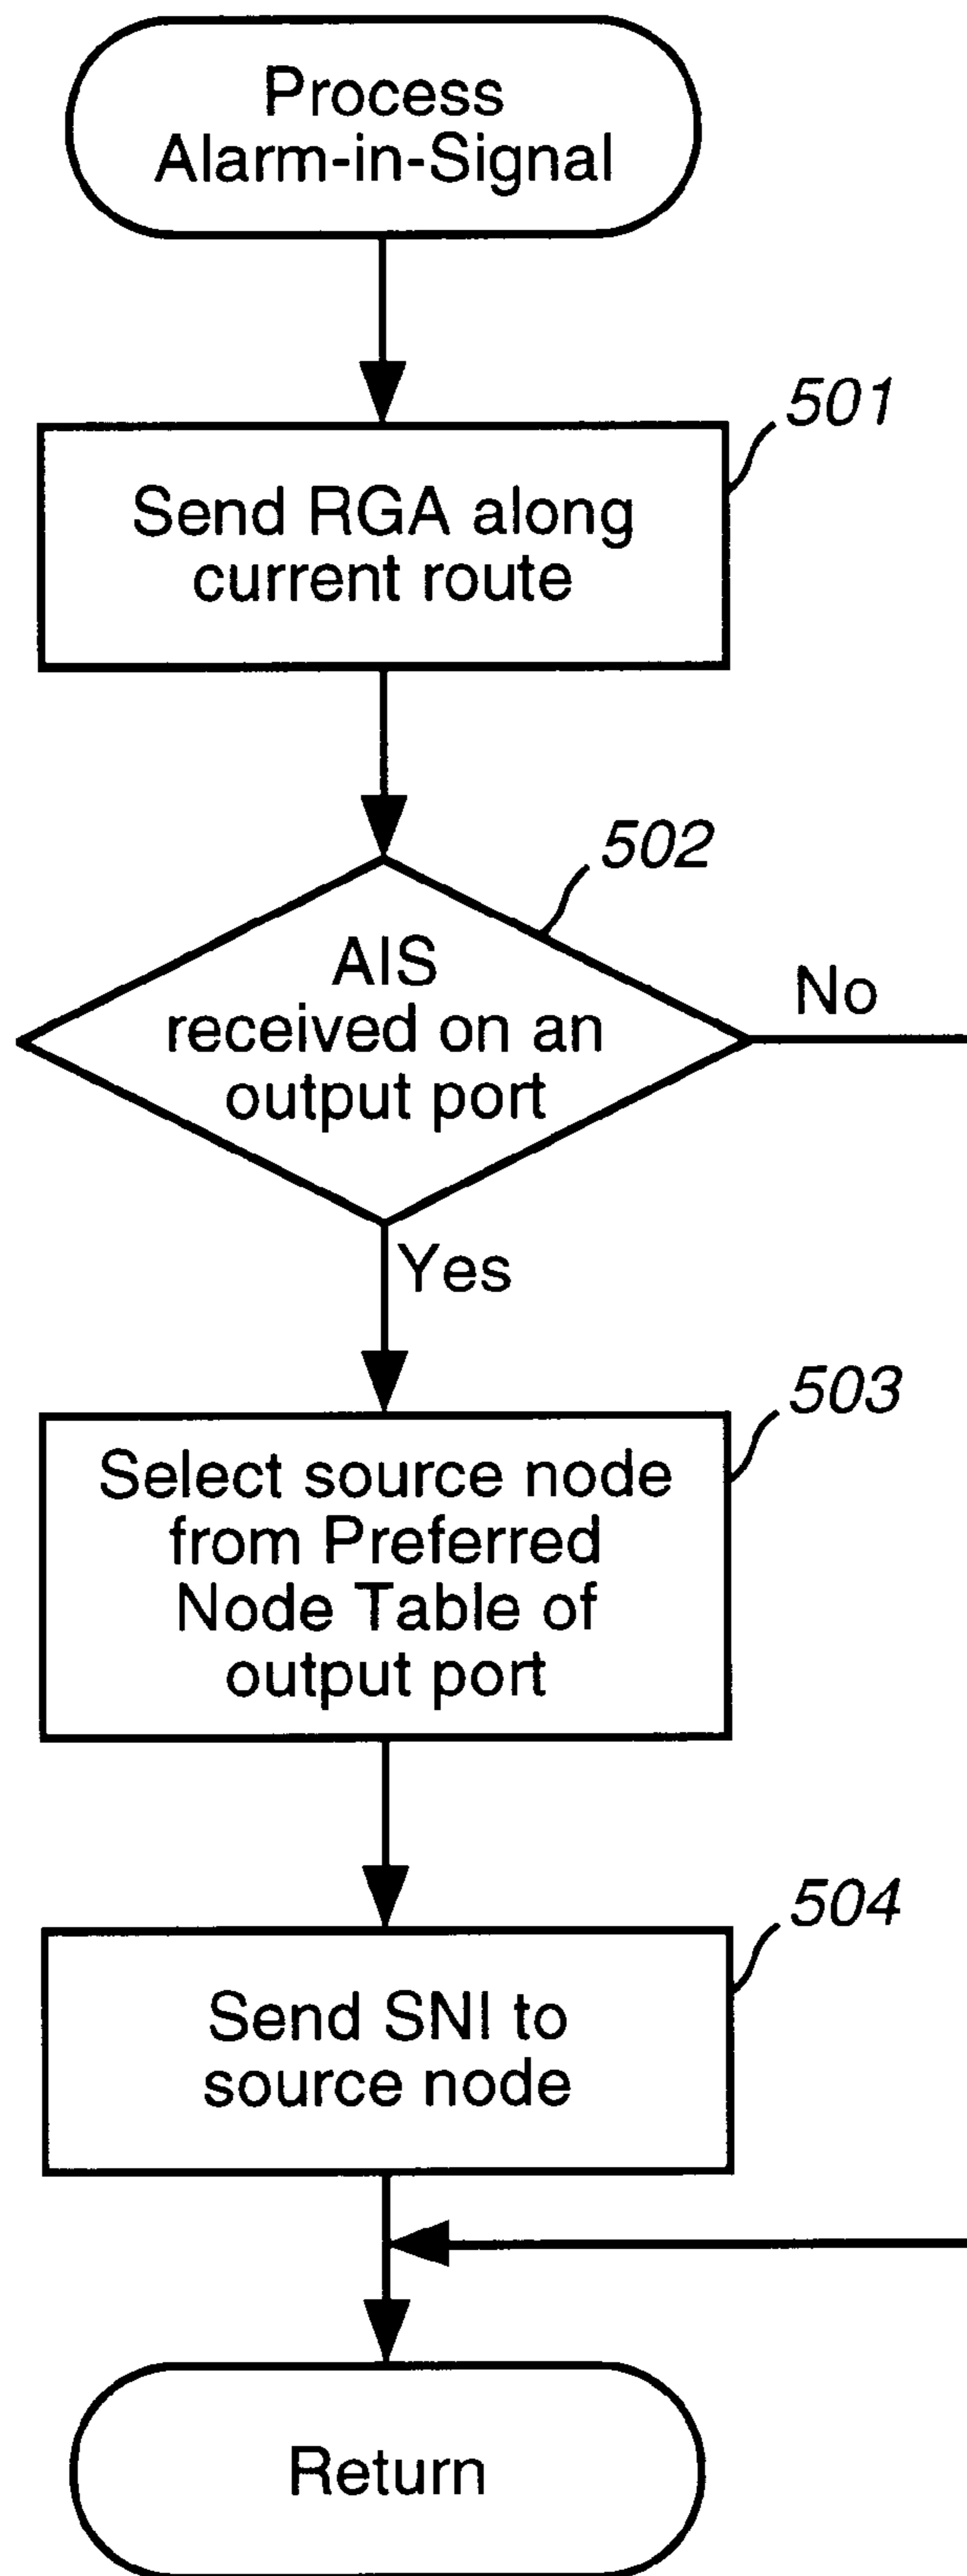 Process
Alarm-in-Signal
501
Send RGA along
current route
502
AIS
received on an
output port
No
Yes
503
Select source node
from Preferred
Node Table of
output port
504
Send SNI to
source node
Return